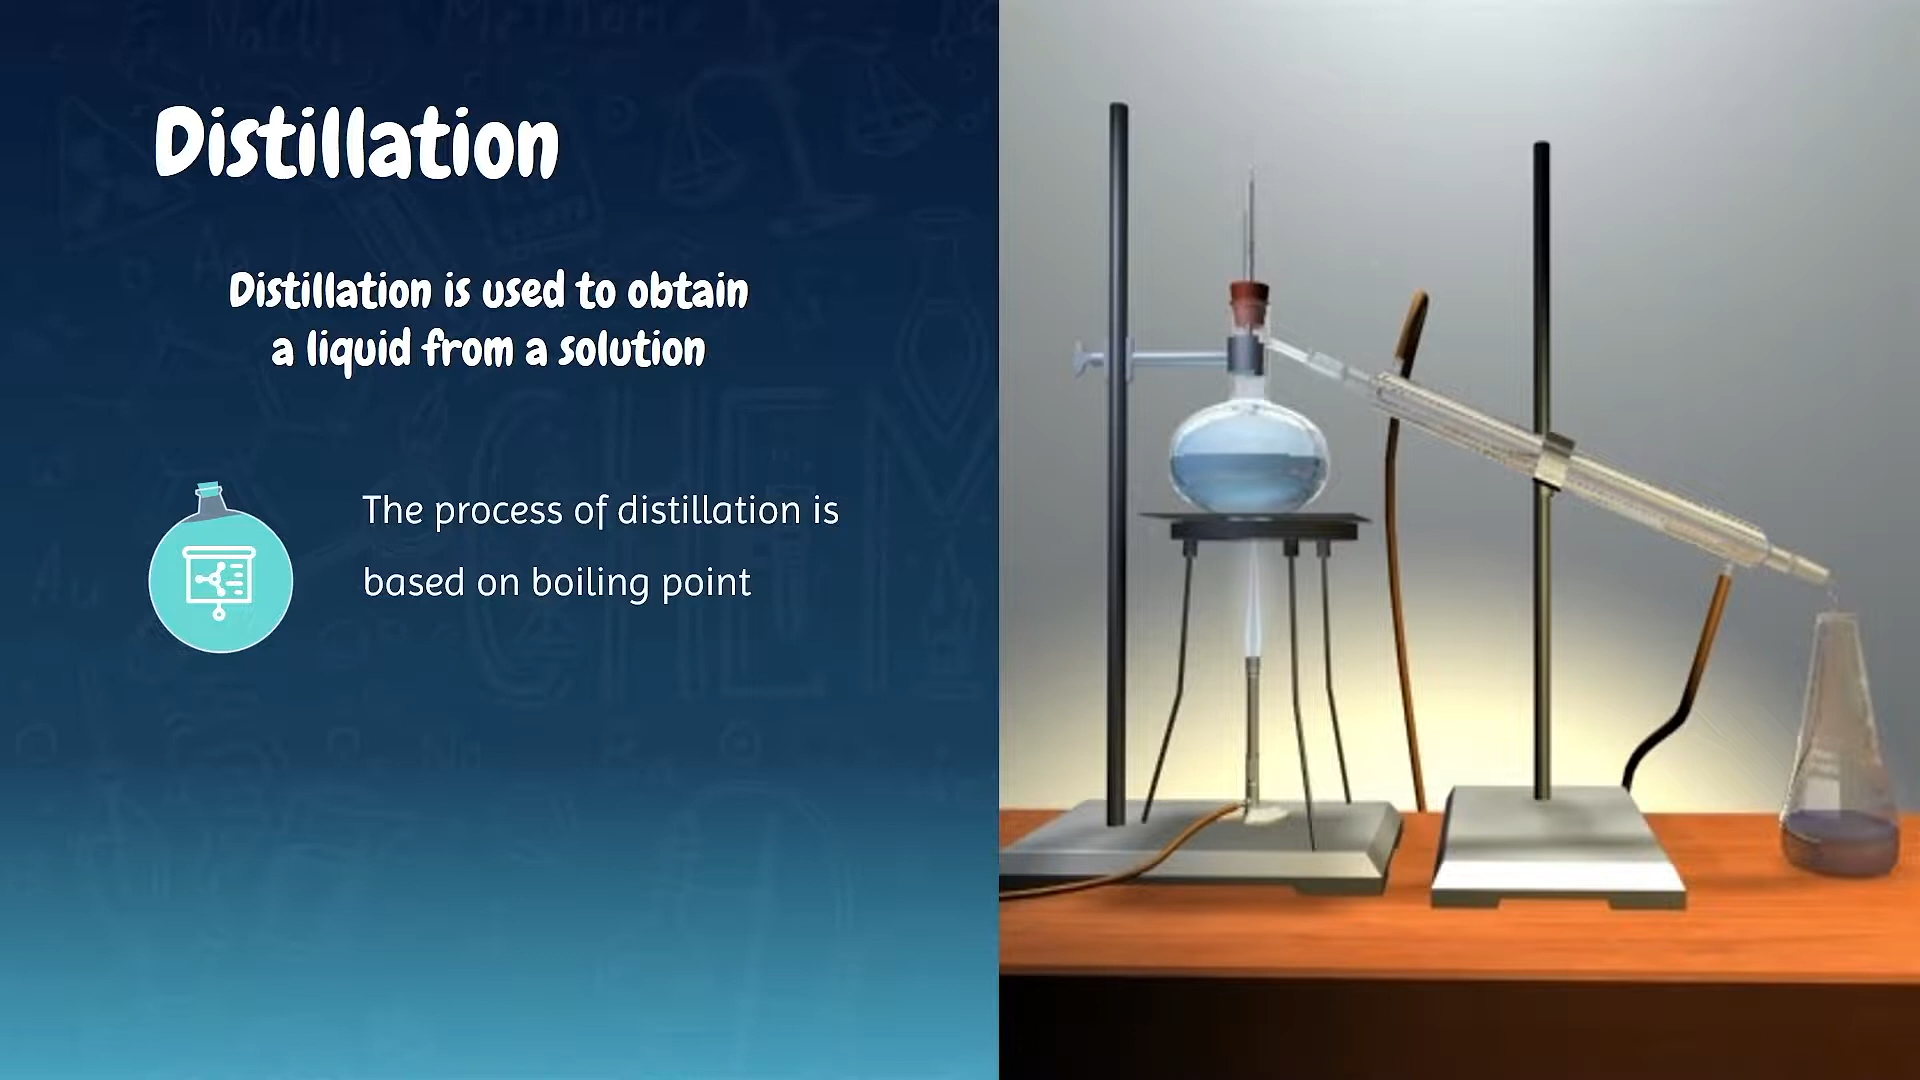 Distillation
Distillation is used to obtain
a liquid from a solution
The process of distillation is
based on boiling point